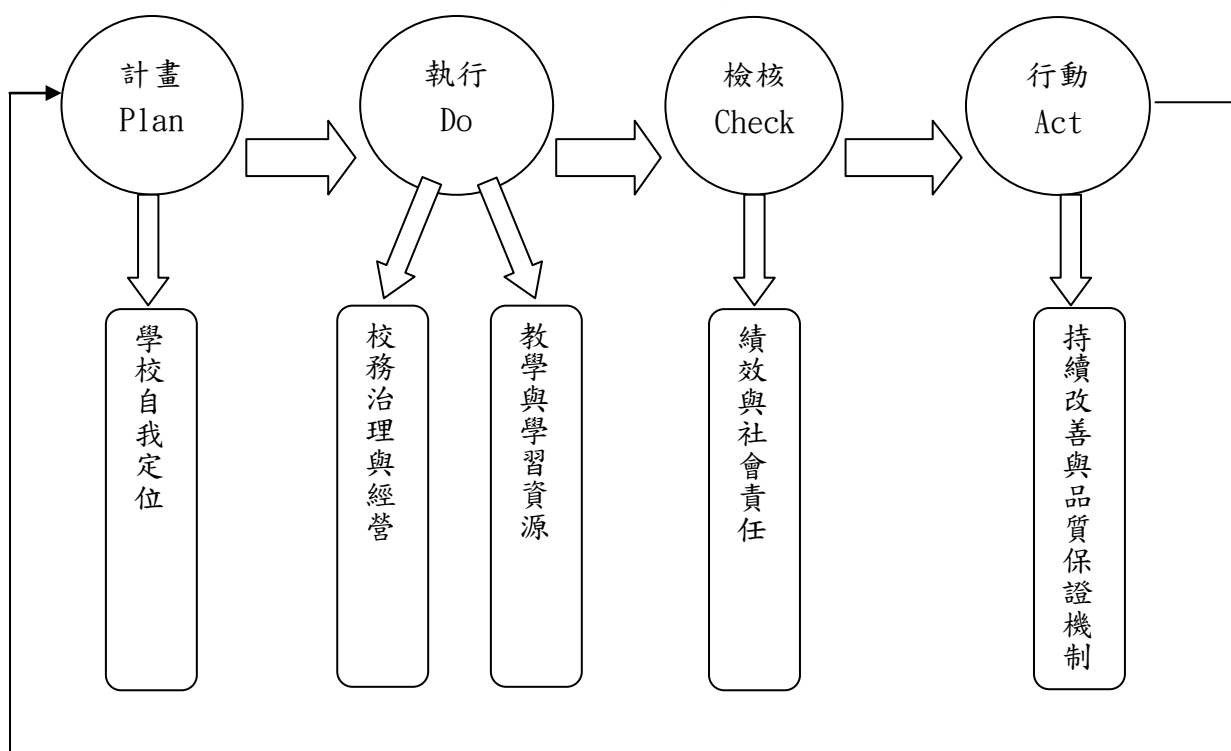 計畫
Plan
執行
Do
檢核
Check
行動
Act
學校自我定位
校務治理與經營
教學與學習資源
績效與社會責任
持續改善與品質保證機制